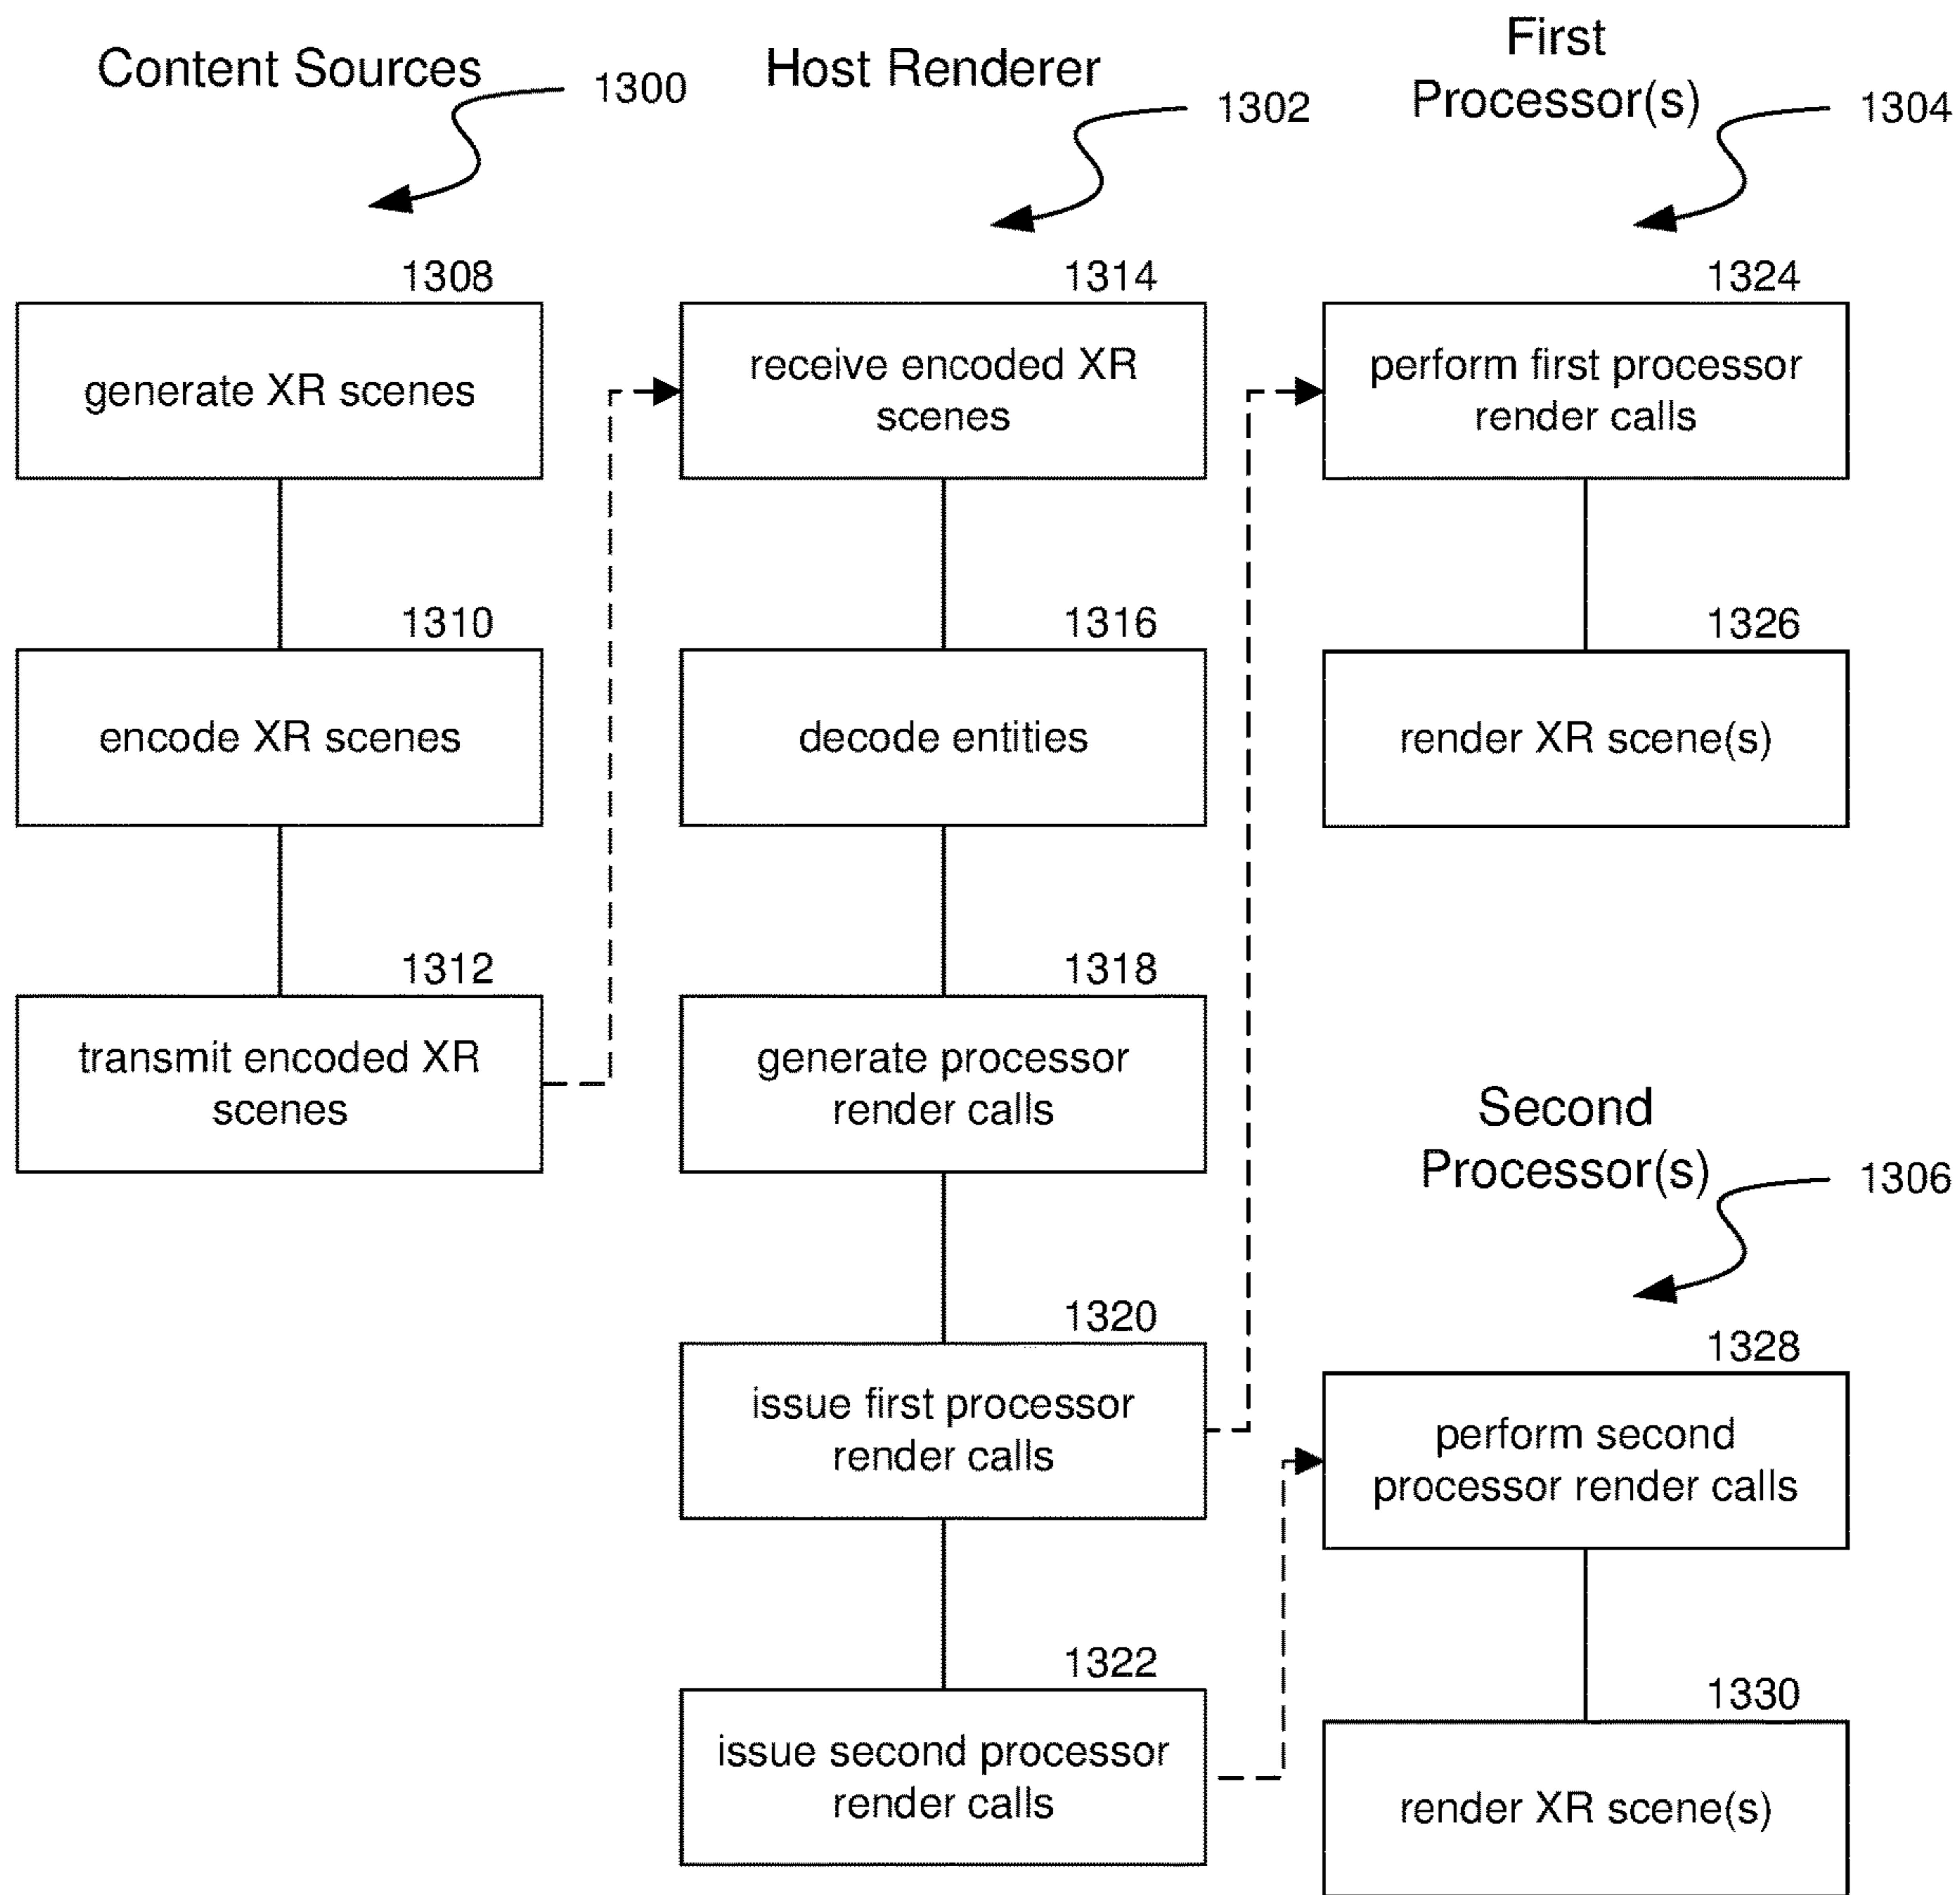 Content Sources
1300
1308
generate XR scenes
1310
encode XR scenes
1312
transmit encoded XR
scenes
Host Renderer
1302
1314
receive encoded XR
scenes
1316
decode entities
1318
generate processor
render calls
1320
issue first processor
render calls
1322
issue second processor
render calls
First
Processor(s)
1304
1324
perform first processor
render calls
1326
render XR scene(s)
Second
Processor(s)
1306
1328
perform second
processor render calls
1330
render XR scene(s)